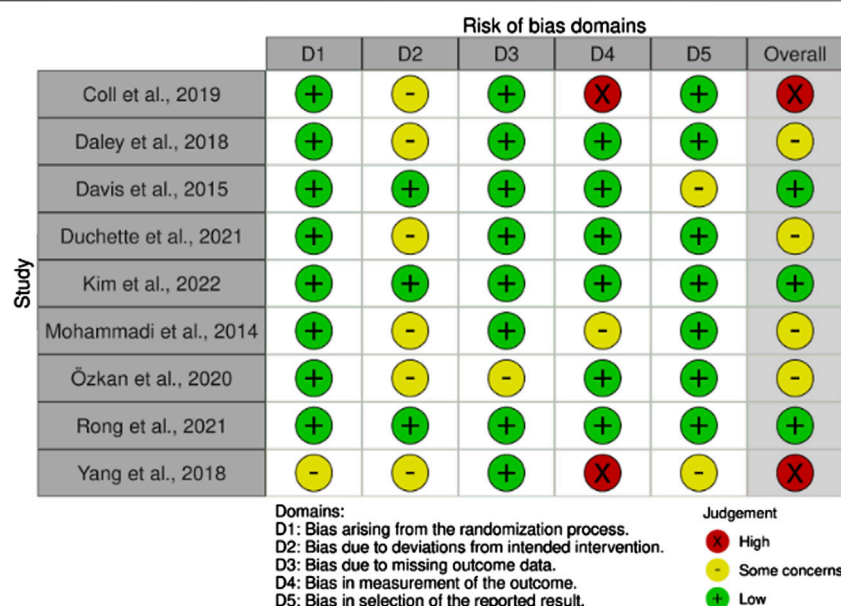 Risk of bias domains
D1 D2 D3 D4 D5 Overall
Study
Coll et al., 2019 + - + X + X
Daley et al., 2018 + - + + + -
Davis et al., 2015 + + + + - +
Duchette et al., 2021 + - + + + -
Kim et al., 2022 + + + + + +
Mohammadi et al., 2014 + - + - + -
Özkan et al., 2020 + - - + + -
Rong et al., 2021 + + + + + +
Yang et al., 2018 - - + X - X
Domains:
D1: Bias arising from the randomization process.
D2: Bias due to deviations from intended intervention.
D3: Bias due to missing outcome data.
D4: Bias in measurement of the outcome.
D5: Bias in selection of the reported result.
Judgement
X High
- Some concerns
+ Low